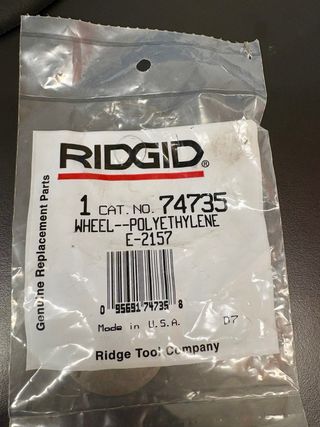 RIDGID®
1 CAT. NO. 74735
WHEEL--POLYETHYLENE
E-2157
0 95691 74735 8
Made in U.S.A. D7
Ridge Tool Company
Genuine Replacement Parts